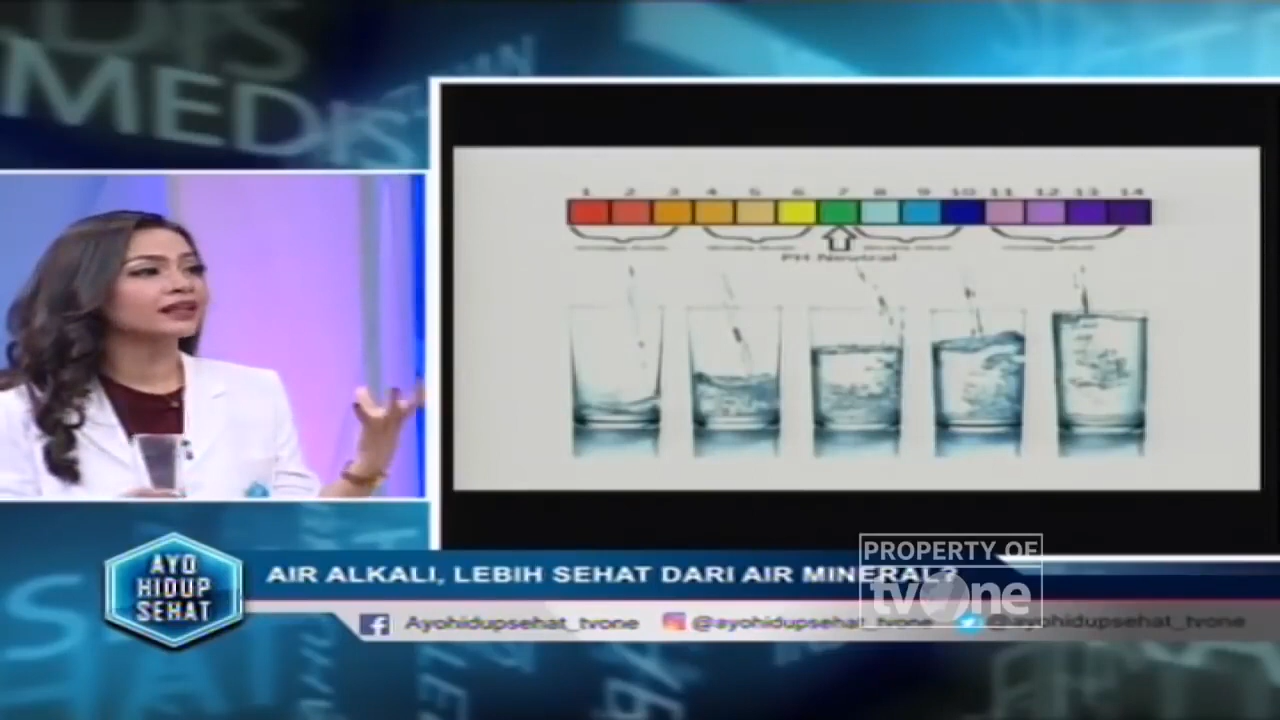 MEDIS
1 2 3 4 5 6 7 8 9 10 11 12 13 14
PH Neutral
AYO
HIDUP
SEHAT
AIR ALKALI, LEBIH SEHAT DARI AIR MINERAL?
PROPERTY OF
tvOne
Ayohidupsehat_tvone @ayohidupsehat_tvone @ayohidupsehat_tvone